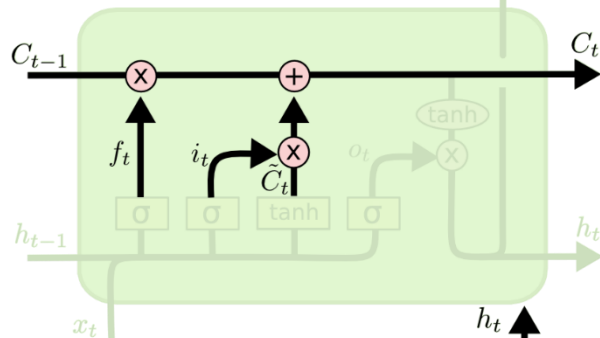 C_{t-1} x + C_t
tanh
f_t i_t x o_t x
C̃_t
σ σ tanh σ
h_{t-1} h_t
x_t h_t